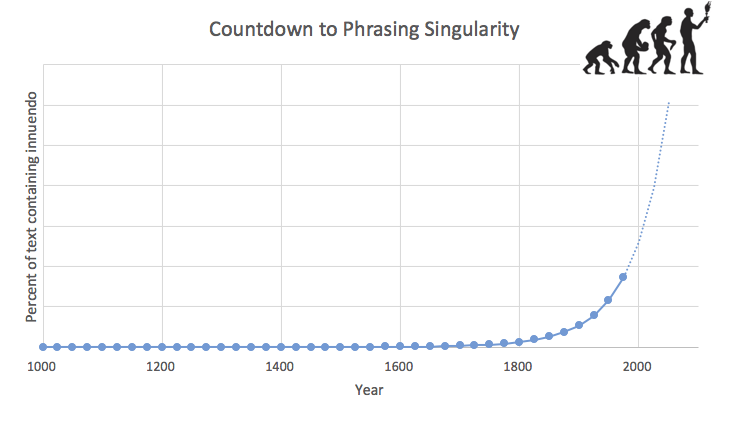 Countdown to Phrasing Singularity
Percent of text containing innuendo
1000 1200 1400 1600 1800 2000
Year